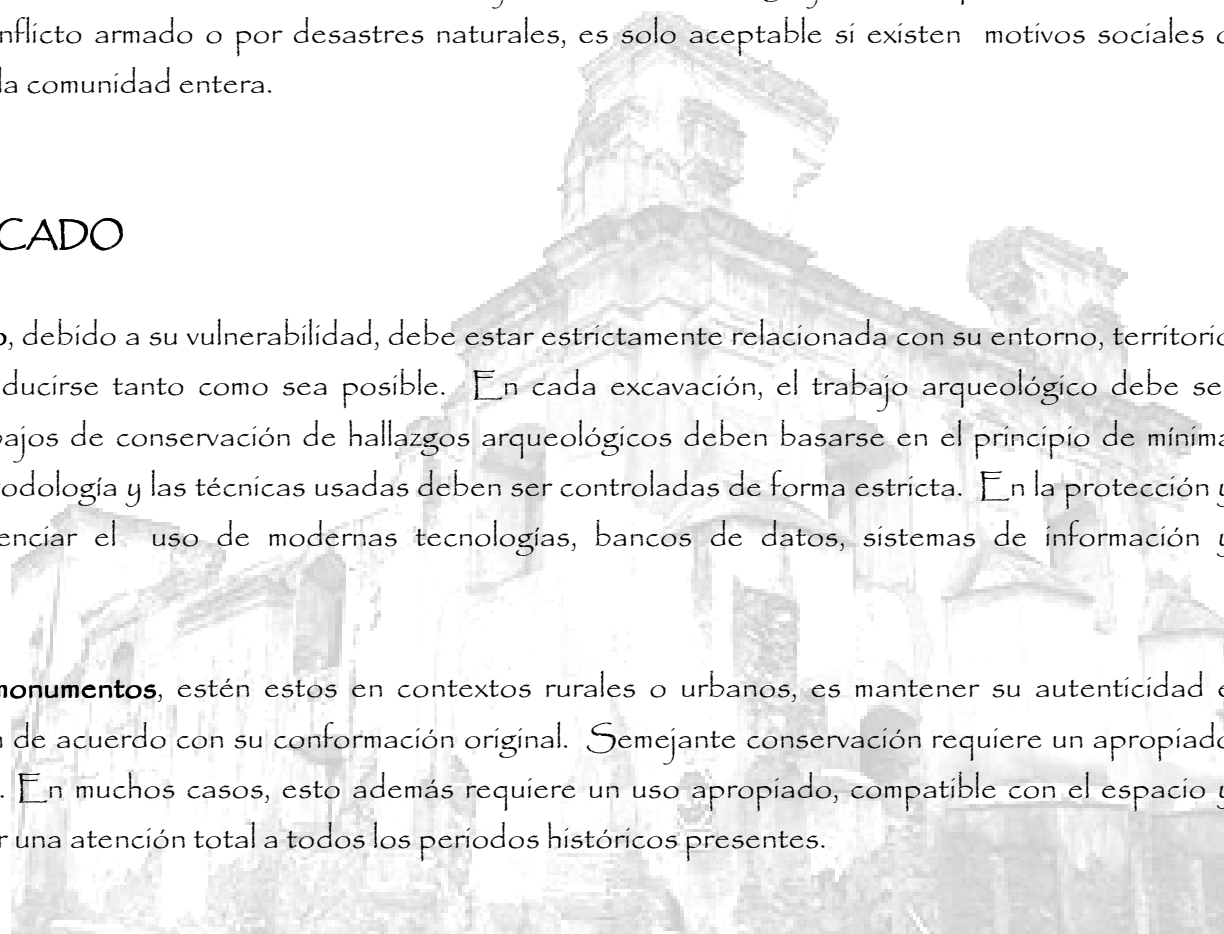 nflicto armado o por desastres naturales, es solo aceptable si existen motivos sociales o
la comunidad entera.
CADO
o, debido a su vulnerabilidad, debe estar estrictamente relacionada con su entorno, territorio
ducirse tanto como sea posible. En cada excavación, el trabajo arqueológico debe se
bajos de conservación de hallazgos arqueológicos deben basarse en el principio de mínima
odología y las técnicas usadas deben ser controladas de forma estricta. En la protección y
enciar el uso de modernas tecnologías, bancos de datos, sistemas de información y
monumentos, estén estos en contextos rurales o urbanos, es mantener su autenticidad e
de acuerdo con su conformación original. Semejante conservación requiere un apropiado
. En muchos casos, esto además requiere un uso apropiado, compatible con el espacio y
r una atención total a todos los periodos históricos presentes.